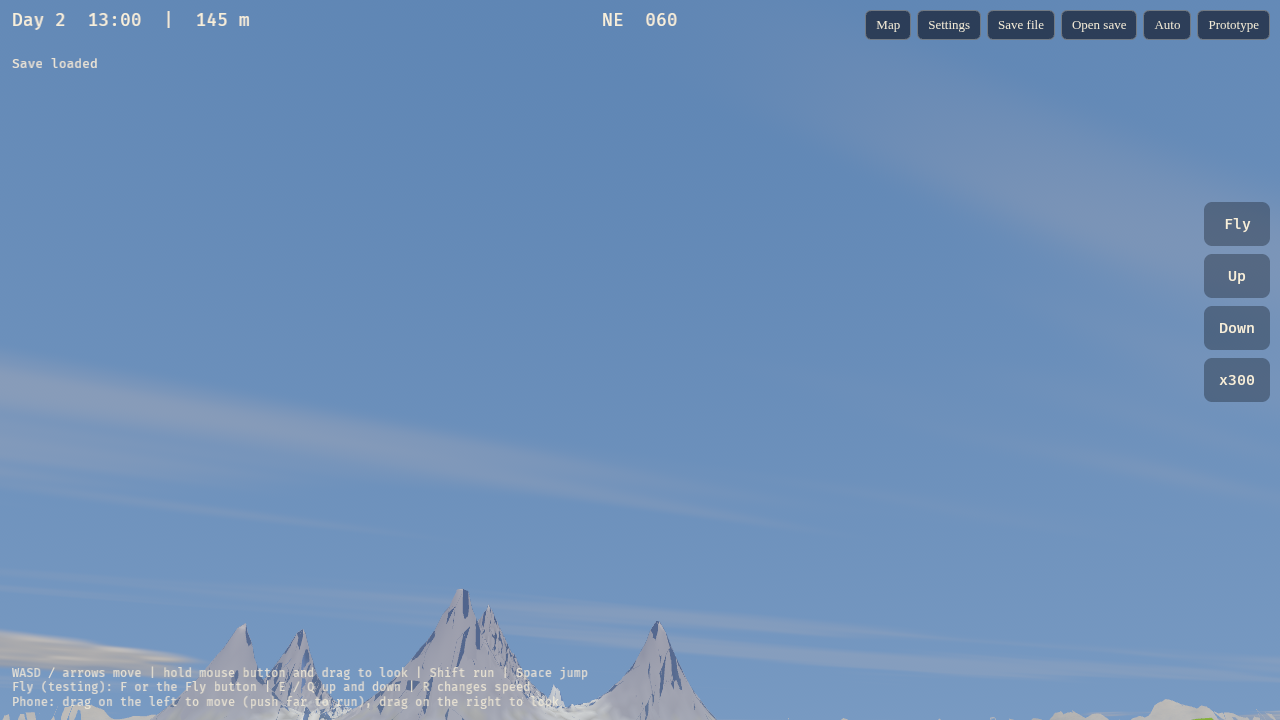 Day 2  13:00  |  145 m
NE  060
Map
Settings
Save file
Open save
Auto
Prototype
Save loaded
Fly
Up
Down
x300
WASD / arrows move | hold mouse button and drag to look | Shift run | Space jump
Fly (testing): F or the Fly button | E / Q up and down | R changes speed
Phone: drag on the left to move (push far to run), drag on the right to look